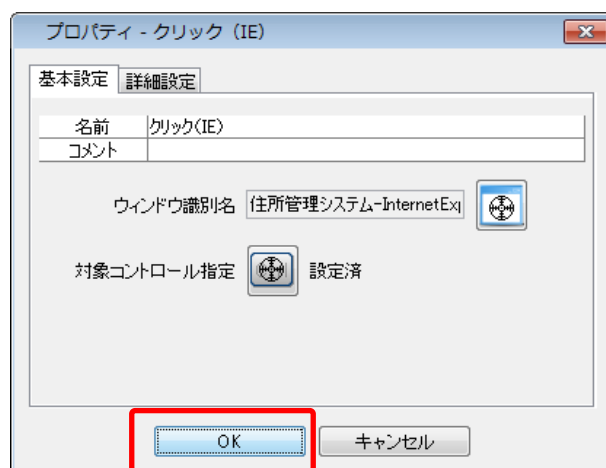 プロパティ - クリック（IE）
基本設定 詳細設定
名前 クリック(IE)
コメント
ウィンドウ識別名 住所管理システム-InternetExp
対象コントロール指定 設定済
OK キャンセル